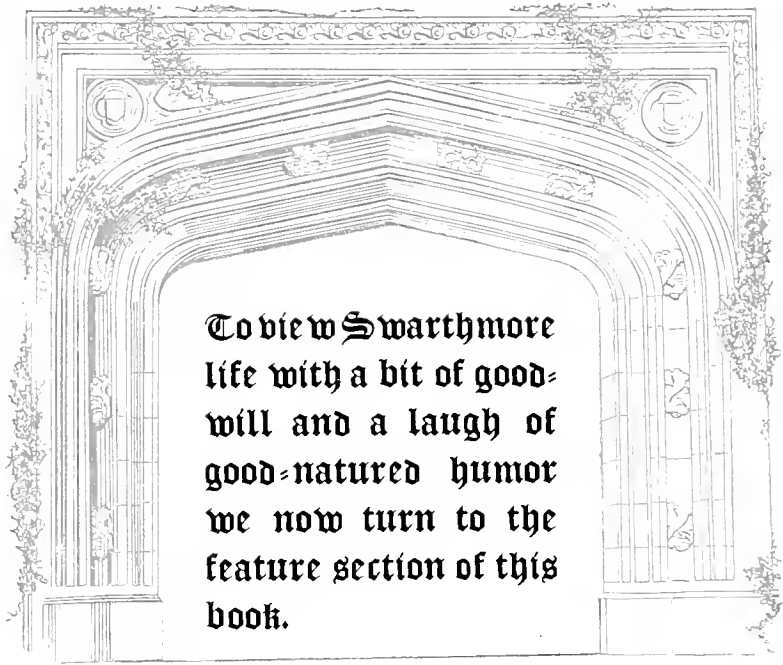 To view Swarthmore
life with a bit of good-
will and a laugh of
good-natured humor
we now turn to the
feature section of this
book.